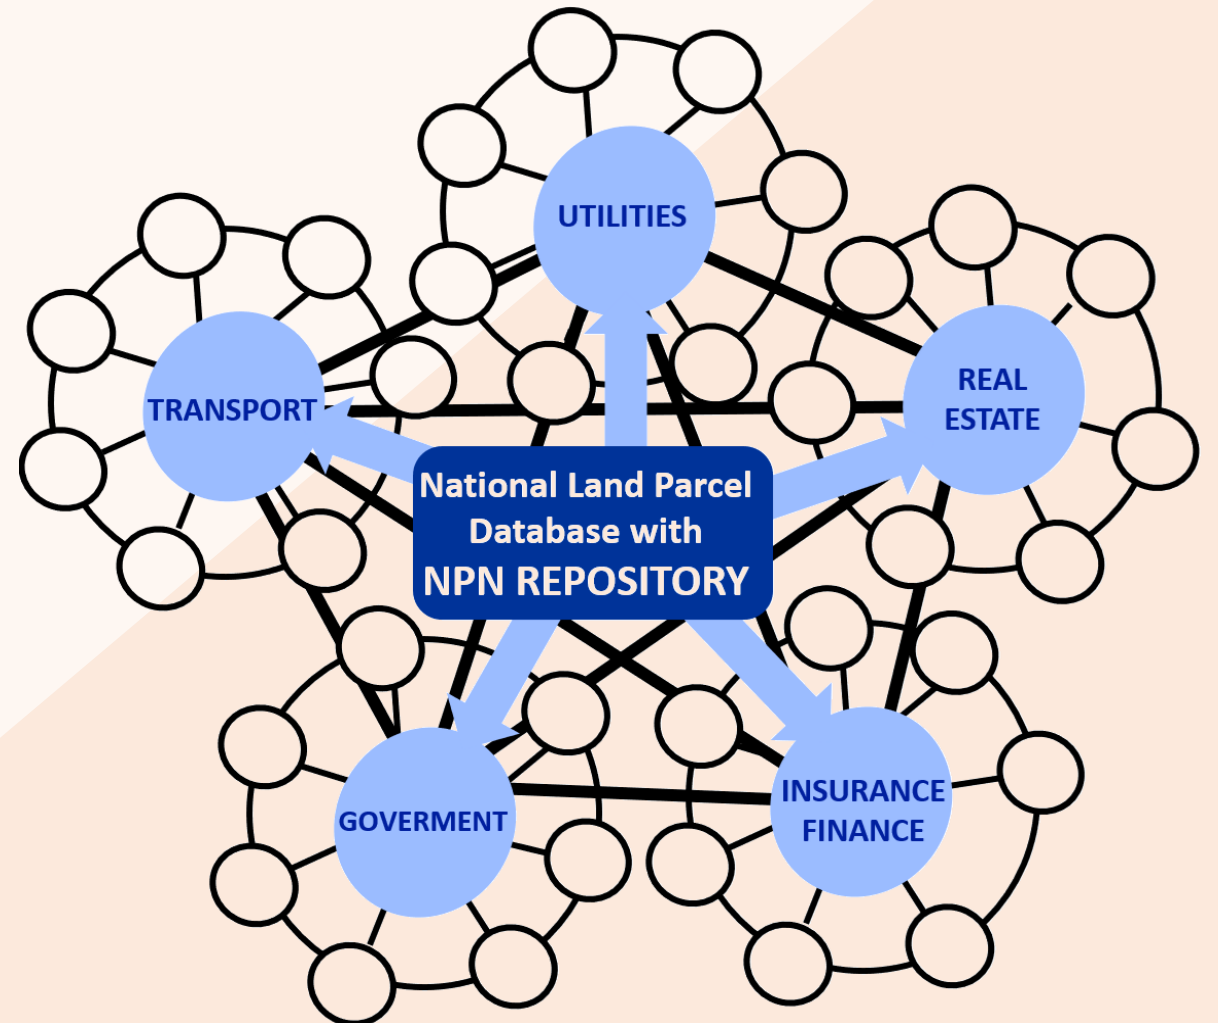 UTILITIES
REAL
ESTATE
TRANSPORT
National Land Parcel
Database with
NPN REPOSITORY
GOVERMENT
INSURANCE
FINANCE